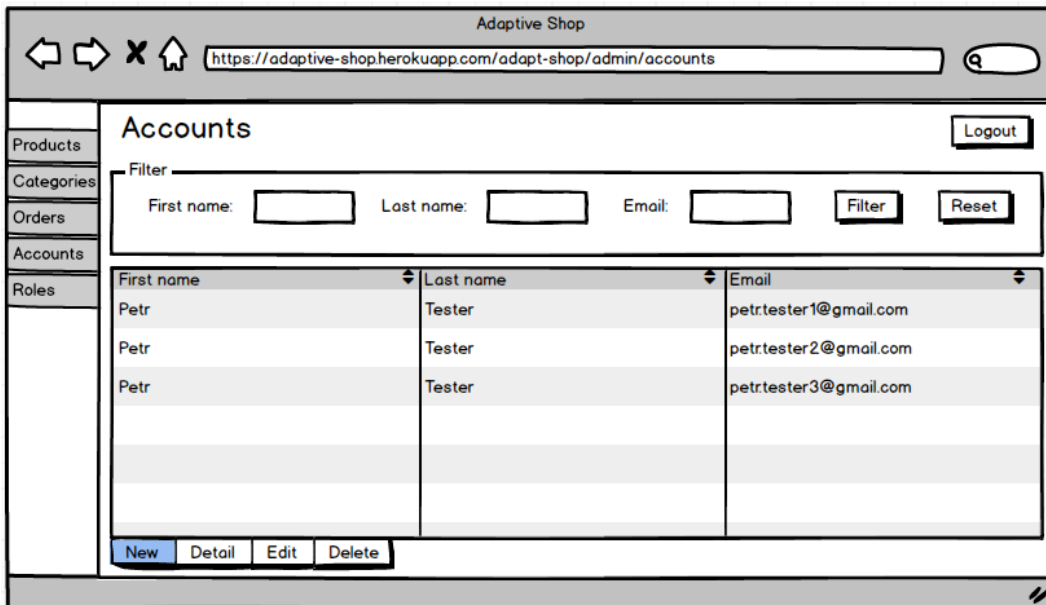 Adaptive Shop
https://adaptive-shop.herokuapp.com/adapt-shop/admin/accounts
Products
Categories
Orders
Accounts
Roles
Accounts
Logout
Filter
First name: Last name: Email: Filter Reset
First name Last name Email
Petr Tester petr.tester1@gmail.com
Petr Tester petr.tester2@gmail.com
Petr Tester petr.tester3@gmail.com
New Detail Edit Delete